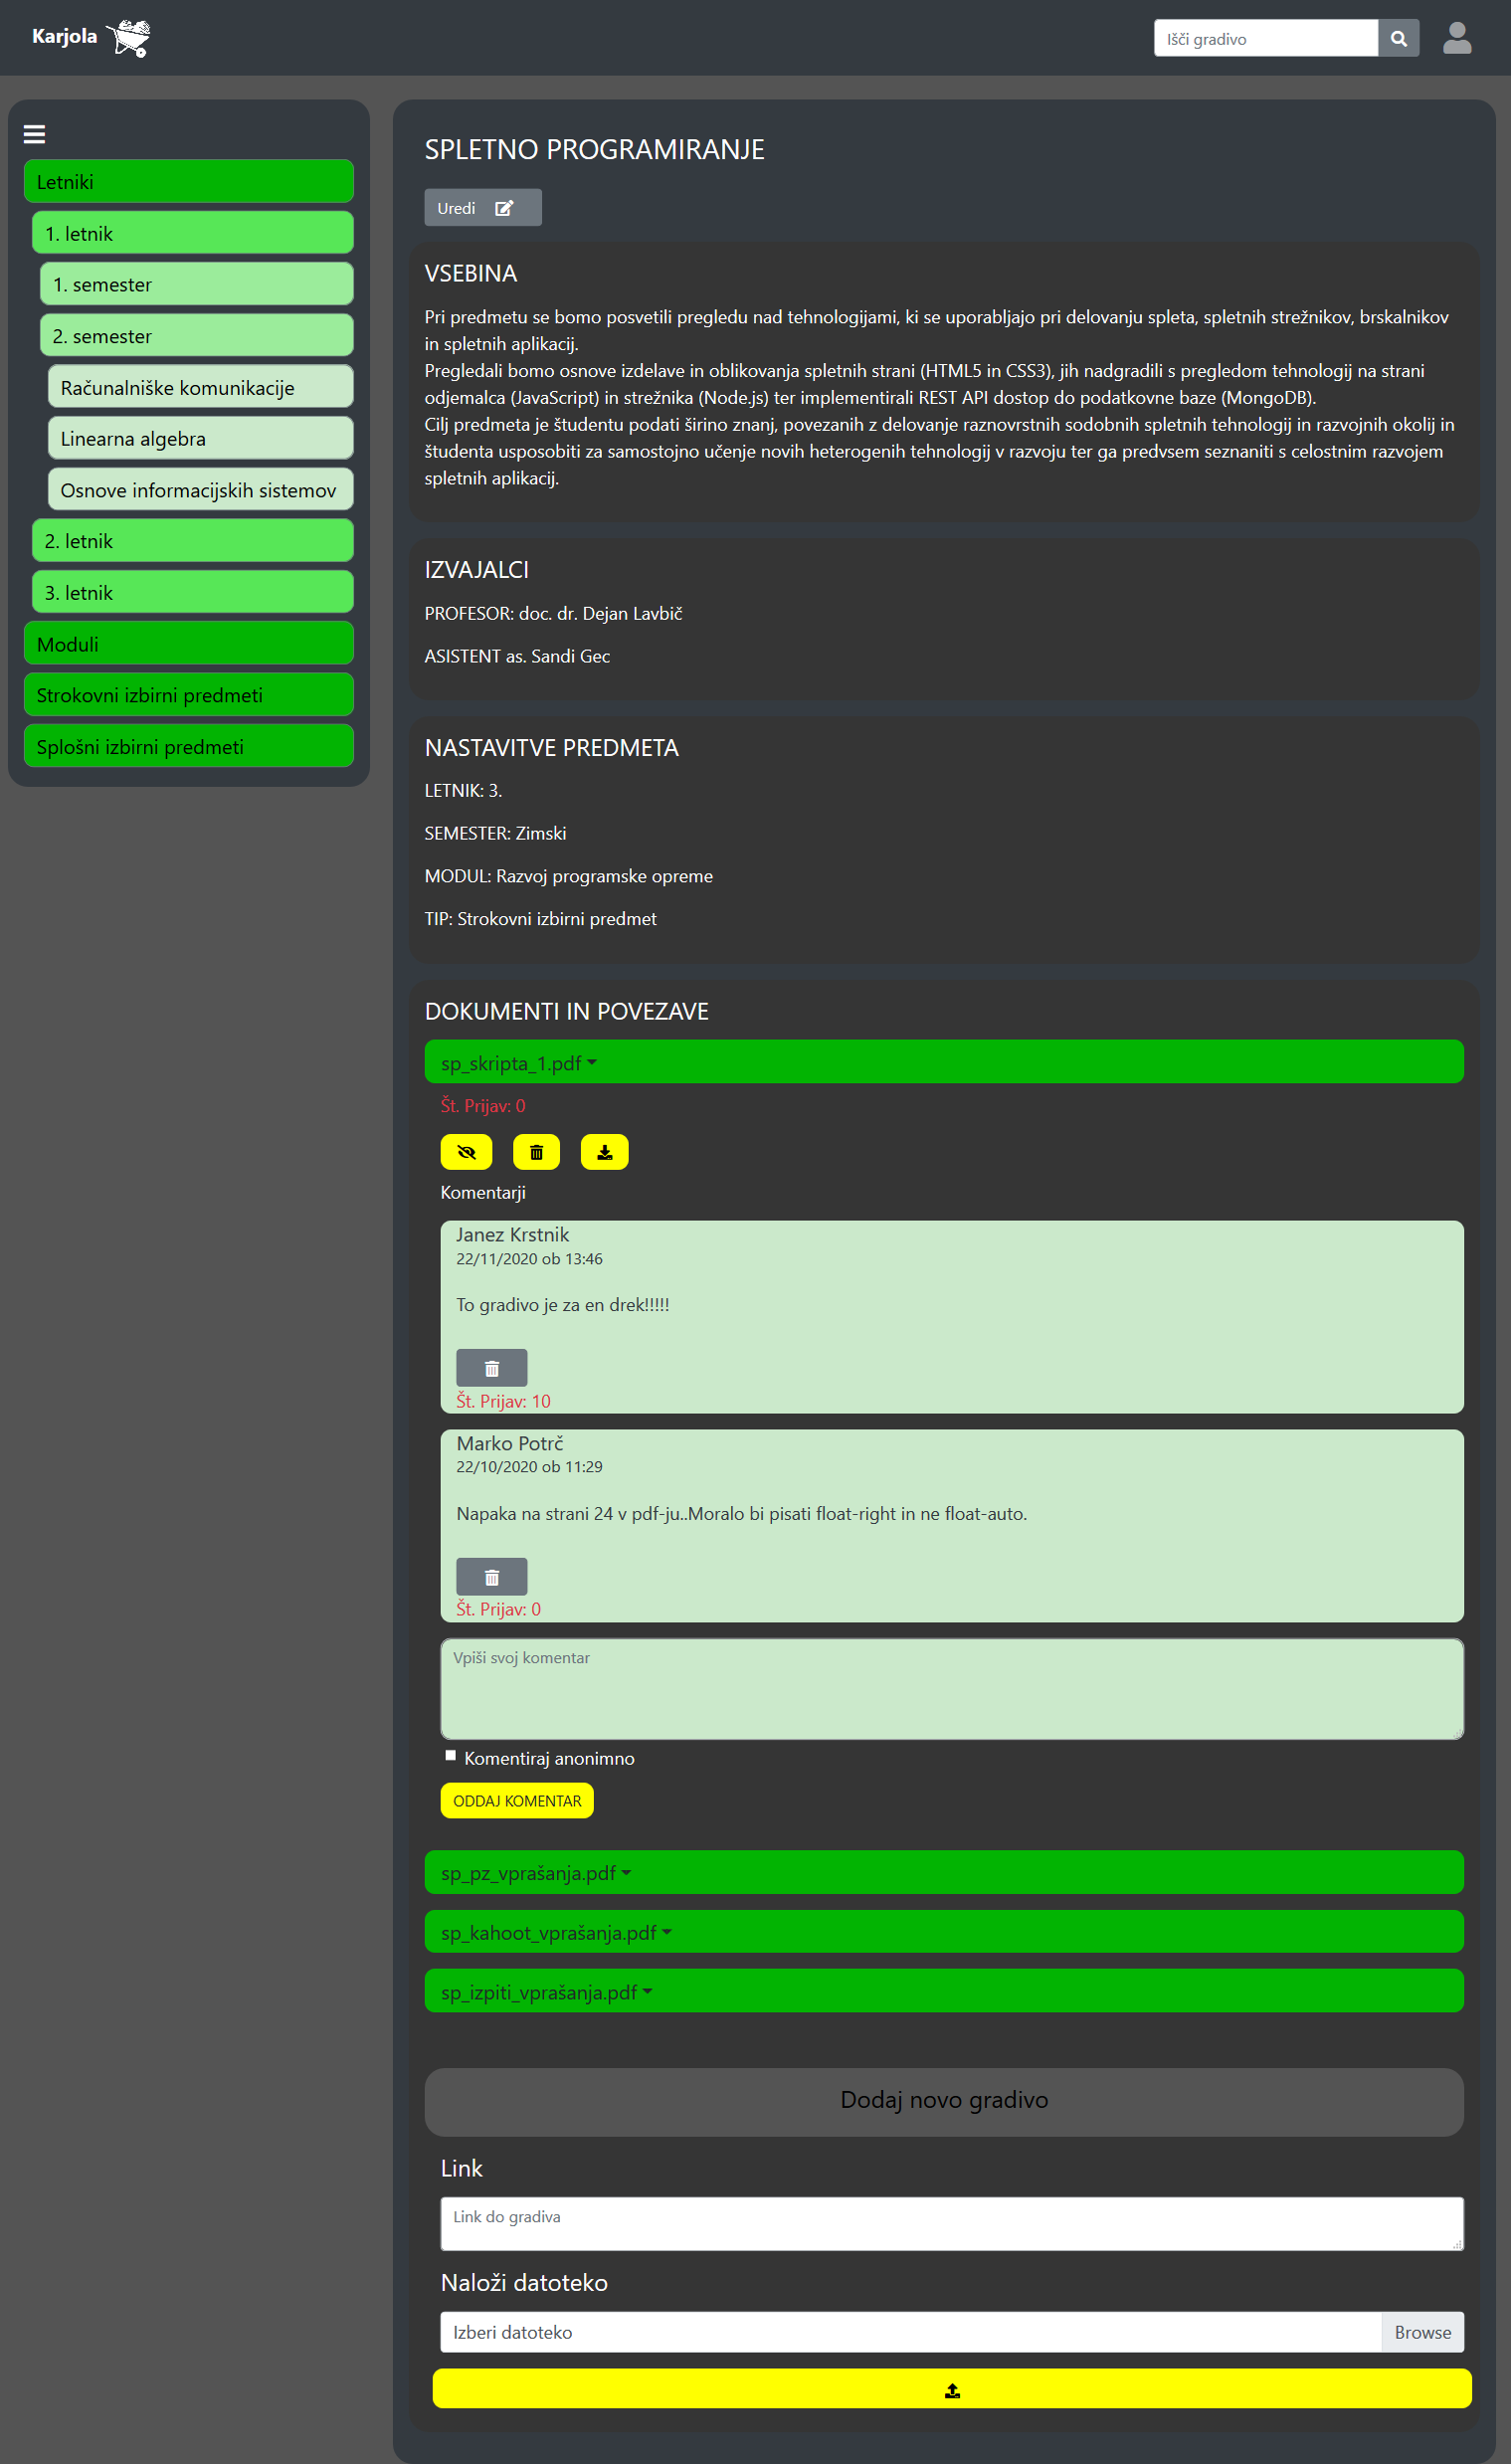 Karjola
Išči gradivo
Letniki
1. letnik
1. semester
2. semester
Računalniške komunikacije
Linearna algebra
Osnove informacijskih sistemov
2. letnik
3. letnik
Moduli
Strokovni izbirni predmeti
Splošni izbirni predmeti
SPLETNO PROGRAMIRANJE
Uredi
VSEBINA
Pri predmetu se bomo posvetili pregledu nad tehnologijami, ki se uporabljajo pri delovanju spleta, spletnih strežnikov, brskalnikov
in spletnih aplikacij.
Pregledali bomo osnove izdelave in oblikovanja spletnih strani (HTML5 in CSS3), jih nadgradili s pregledom tehnologij na strani
odjemalca (JavaScript) in strežnika (Node.js) ter implementirali REST API dostop do podatkovne baze (MongoDB).
Cilj predmeta je študentu podati širino znanj, povezanih z delovanje raznovrstnih sodobnih spletnih tehnologij in razvojnih okolij in
študenta usposobiti za samostojno učenje novih heterogenih tehnologij v razvoju ter ga predvsem seznaniti s celostnim razvojem
spletnih aplikacij.
IZVAJALCI
PROFESOR: doc. dr. Dejan Lavbič
ASISTENT as. Sandi Gec
NASTAVITVE PREDMETA
LETNIK: 3.
SEMESTER: Zimski
MODUL: Razvoj programske opreme
TIP: Strokovni izbirni predmet
DOKUMENTI IN POVEZAVE
sp_skripta_1.pdf
Št. Prijav: 0
Komentarji
Janez Krstnik
22/11/2020 ob 13:46
To gradivo je za en drek!!!!!
Št. Prijav: 10
Marko Potrč
22/10/2020 ob 11:29
Napaka na strani 24 v pdf-ju..Moralo bi pisati float-right in ne float-auto.
Št. Prijav: 0
Vpiši svoj komentar
Komentiraj anonimno
ODDAJ KOMENTAR
sp_pz_vprašanja.pdf
sp_kahoot_vprašanja.pdf
sp_izpiti_vprašanja.pdf
Dodaj novo gradivo
Link
Link do gradiva
Naloži datoteko
Izberi datoteko
Browse